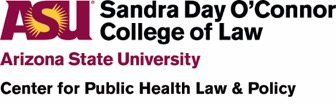 ASU Sandra Day O'Connor
College of Law
Arizona State University
Center for Public Health Law & Policy